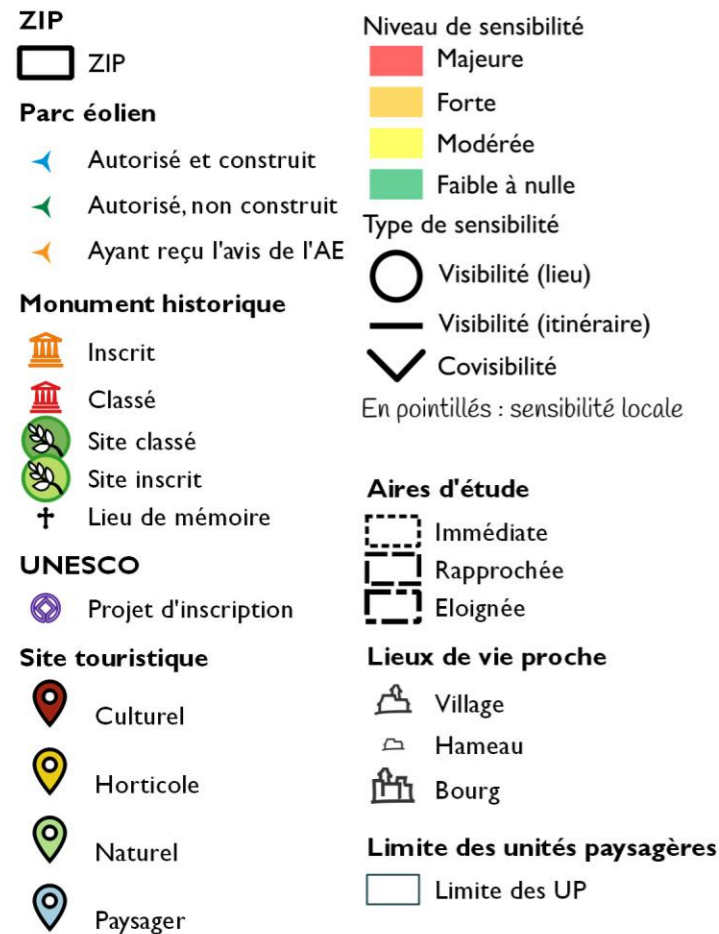 ZIP
ZIP
Parc éolien
Autorisé et construit
Autorisé, non construit
Ayant reçu l'avis de l'AE
Monument historique
Inscrit
Classé
Site classé
Site inscrit
Lieu de mémoire
UNESCO
Projet d'inscription
Site touristique
Culturel
Horticole
Naturel
Paysager
Niveau de sensibilité
Majeure
Forte
Modérée
Faible à nulle
Type de sensibilité
Visibilité (lieu)
Visibilité (itinéraire)
Covisibilité
En pointillés : sensibilité locale
Aires d'étude
Immédiate
Rapprochée
Eloignée
Lieux de vie proche
Village
Hameau
Bourg
Limite des unités paysagères
Limite des UP